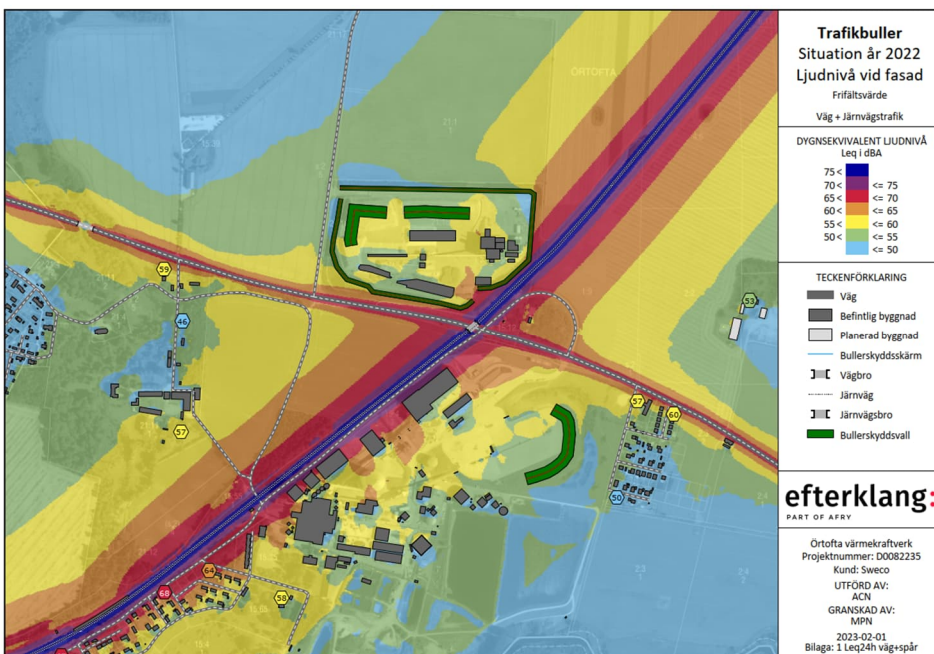 Trafikbuller
Situation år 2022
Ljudnivå vid fasad
Frifältsvärde
Väg + Järnvägstrafik
DYGNSEKVIVALENT LJUDNIVÅ
Leq i dBA
75 <
70 < <= 75
65 < <= 70
60 < <= 65
55 < <= 60
50 < <= 55
<= 50
TECKENFÖRKLARING
Väg
Befintlig byggnad
Planerad byggnad
Bullerskyddsskärm
Vägbro
Järnväg
Järnvägsbro
Bullerskyddsvall
efterklang:
PART OF AFRY
Örtofta värmekraftverk
Projektnummer: D0082235
Kund: Sweco
UTFÖRD AV:
ACN
GRANSKAD AV:
MPN
2023-02-01
Bilaga: 1 Leq24h väg+spår
ÖRTOFTA
59
46
53
57
57
60
50
64
68
58